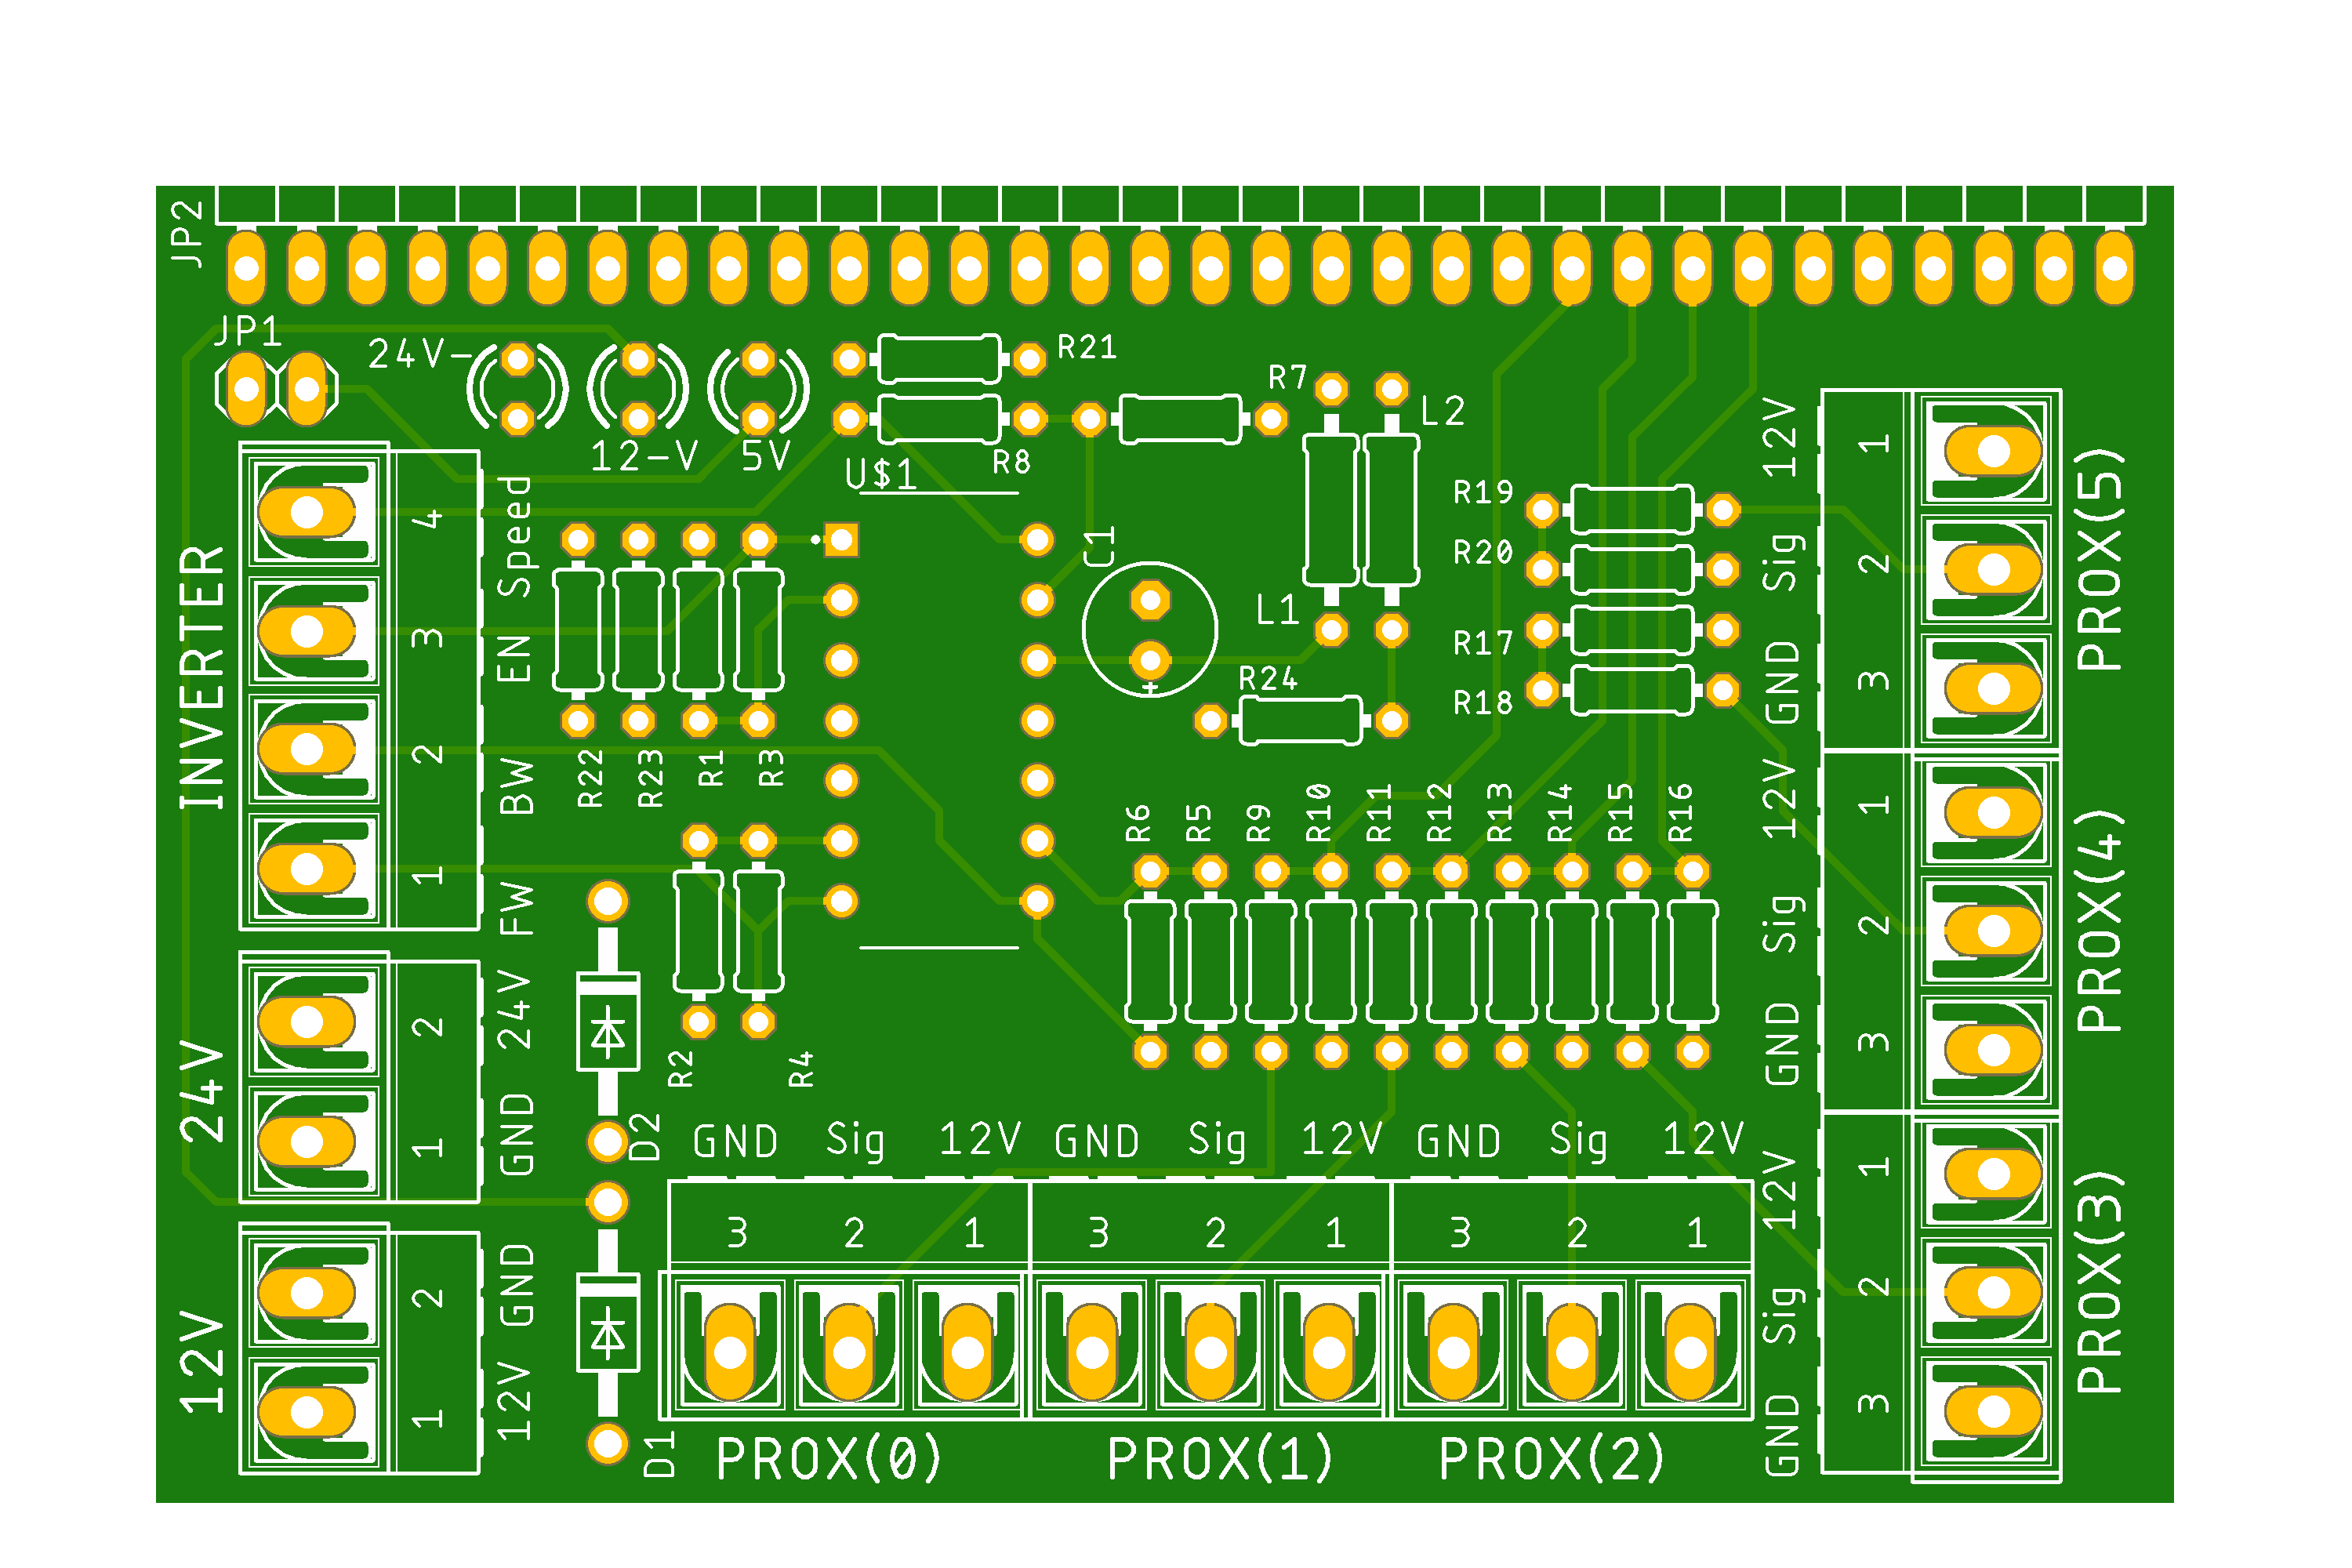 JP2
JP1
24V-
12-V
5V
R21
R8
R7
L2
U$1
C1
L1
R24
R19
R20
R17
R18
INVERTER
4
3
2
1
Speed
EN
BW
FW
R22
R23
R1
R3
R2
R4
R6
R5
R9
R10
R11
R12
R13
R14
R15
R16
24V
2
1
24V
GND
D2
12V
2
1
GND
12V
D1
GND Sig 12V GND Sig 12V GND Sig 12V
3 2 1 3 2 1 3 2 1
PROX(0) PROX(1) PROX(2)
12V
Sig
GND
1
2
3
PROX(5)
12V
Sig
GND
1
2
3
PROX(4)
12V
Sig
GND
1
2
3
PROX(3)